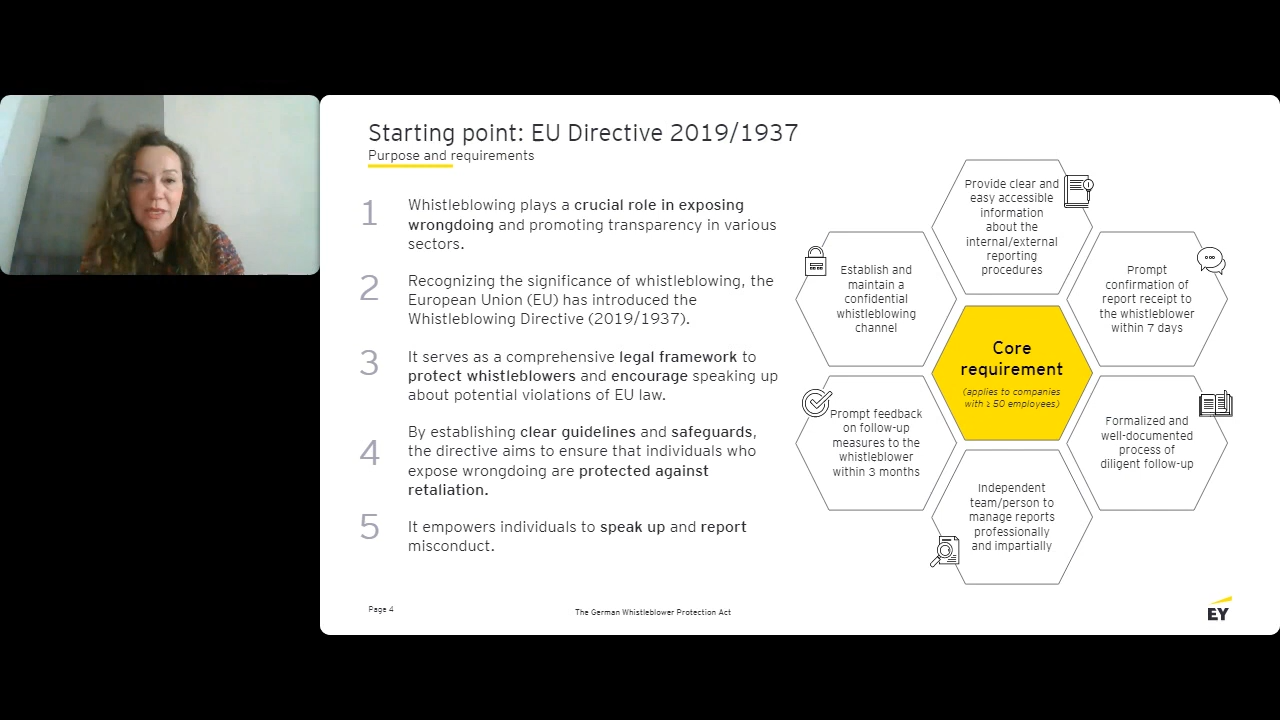 Starting point: EU Directive 2019/1937
Purpose and requirements
1
Whistleblowing plays a crucial role in exposing
wrongdoing and promoting transparency in various
sectors.
2
Recognizing the significance of whistleblowing, the
European Union (EU) has introduced the
Whistleblowing Directive (2019/1937).
3
It serves as a comprehensive legal framework to
protect whistleblowers and encourage speaking up
about potential violations of EU law.
4
By establishing clear guidelines and safeguards,
the directive aims to ensure that individuals who
expose wrongdoing are protected against
retaliation.
5
It empowers individuals to speak up and report
misconduct.
Provide clear and
easy accessible
information
about the
internal/external
reporting
procedures
Establish and
maintain a
confidential
whistleblowing
channel
Prompt
confirmation of
report receipt to
the whistleblower
within 7 days
Core
requirement
(applies to companies
with ≥ 50 employees)
Prompt feedback
on follow-up
measures to the
whistleblower
within 3 months
Formalized and
well-documented
process of
diligent follow-up
Independent
team/person to
manage reports
professionally
and impartially
Page 4
The German Whistleblower Protection Act
EY